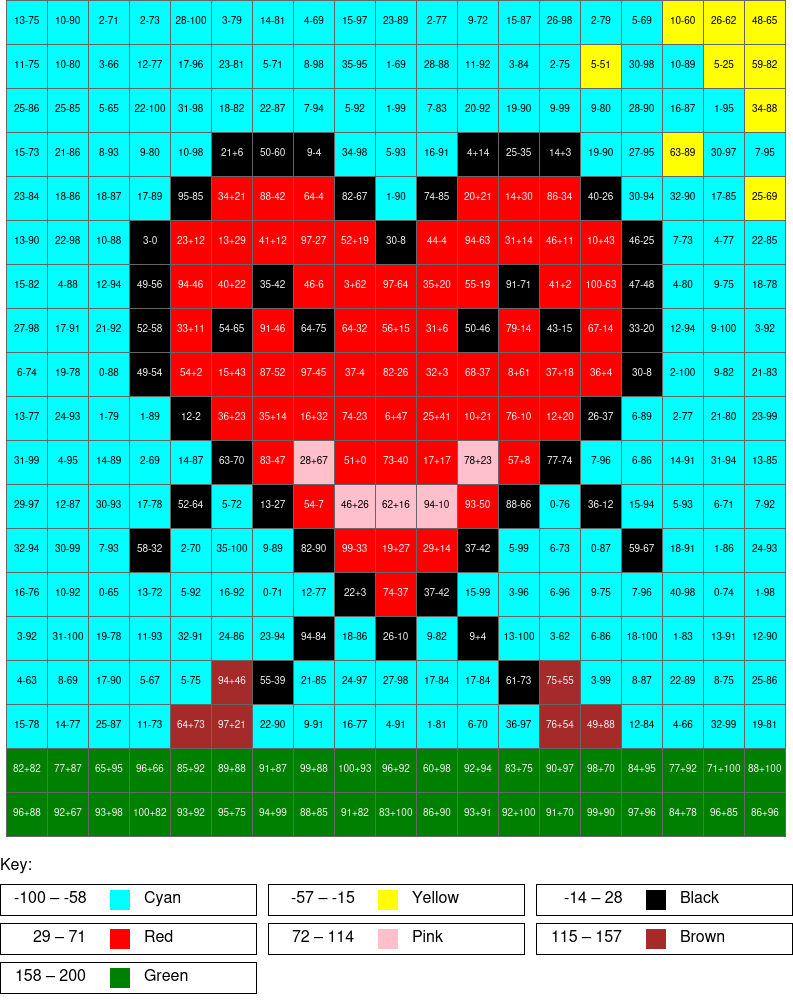 13-75 10-90 2-71 2-73 28-100 3-79 14-81 4-69 15-97 23-89 2-77 9-72 15-87 26-98 2-79 5-69 10-60 26-62 48-65
11-75 10-80 3-66 12-77 17-96 23-81 5-71 8-98 35-95 1-69 28-88 11-92 3-84 2-75 5-51 30-98 10-89 5-25 59-82
25-86 25-85 5-65 22-100 31-98 18-82 22-87 7-94 5-92 1-99 7-83 20-92 19-90 9-99 9-80 28-90 16-87 1-95 34-88
15-73 21-86 8-93 9-80 10-98 21+6 50-60 9-4 34-98 5-93 16-91 4+14 25-35 14+3 19-90 27-95 63-89 30-97 7-95
23-84 18-86 18-87 17-89 95-85 34+21 88-42 64-4 82-67 1-90 74-85 20+21 14+30 86-34 40-26 30-94 32-90 17-85 25-69
13-90 22-98 10-88 3-0 23+12 13+29 41+12 97-27 52+19 30-8 44-4 94-63 31+14 46+11 10+43 46-25 7-73 4-77 22-85
15-82 4-88 12-94 49-56 94-46 40+22 35-42 46-6 3+62 97-64 35+20 55-19 91-71 41+2 100-63 47-48 4-80 9-75 18-78
27-98 17-91 21-92 52-58 33+11 54-65 91-46 64-75 64-32 56+15 31+6 50-46 79-14 43-15 67-14 33-20 12-94 9-100 3-92
6-74 19-78 0-88 49-54 54+2 15+43 87-52 97-45 37-4 82-26 32+3 68-37 8+61 37+18 36+4 30-8 2-100 9-82 21-83
13-77 24-93 1-79 1-89 12-2 36+23 35+14 16+32 74-23 6+47 25+41 10+21 76-10 12+20 26-37 6-89 2-77 21-80 23-99
31-99 4-95 14-89 2-69 14-87 63-70 83-47 28+67 51+0 73-40 17+17 78+23 57+8 77-74 7-96 6-86 14-91 31-94 13-85
29-97 12-87 30-93 17-78 52-64 5-72 13-27 54-7 46+26 62+16 94-10 93-50 88-66 0-76 36-12 15-94 5-93 6-71 7-92
32-94 30-99 7-93 58-32 2-70 35-100 9-89 82-90 99-33 19+27 29+14 37-42 5-99 6-73 0-87 59-67 18-91 1-86 24-93
16-76 10-92 0-65 13-72 5-92 16-92 0-71 12-77 22+3 74-37 37-42 15-99 3-96 6-96 9-75 7-96 40-98 0-74 1-98
3-92 31-100 19-78 11-93 32-91 24-86 23-94 94-84 18-86 26-10 9-82 9+4 13-100 3-62 6-86 18-100 1-83 13-91 12-90
4-63 8-69 17-90 5-67 5-75 94+46 55-39 21-85 24-97 27-98 17-84 17-84 61-73 75+55 3-99 8-87 22-89 8-75 25-86
15-78 14-77 25-87 11-73 64+73 97+21 22-90 9-91 16-77 4-91 1-81 6-70 36-97 76+54 49+88 12-84 4-66 32-99 19-81
82+82 77+87 65+95 96+66 85+92 89+88 91+87 99+88 100+93 96+92 60+98 92+94 83+75 90+97 98+70 84+95 77+92 71+100 88+100
96+88 92+67 93+98 100+82 93+92 95+75 94+99 88+85 91+82 83+100 86+90 93+91 92+100 91+70 99+90 97+96 84+78 96+85 86+96
Key:
-100 – -58 Cyan -57 – -15 Yellow -14 – 28 Black
29 – 71 Red 72 – 114 Pink 115 – 157 Brown
158 – 200 Green